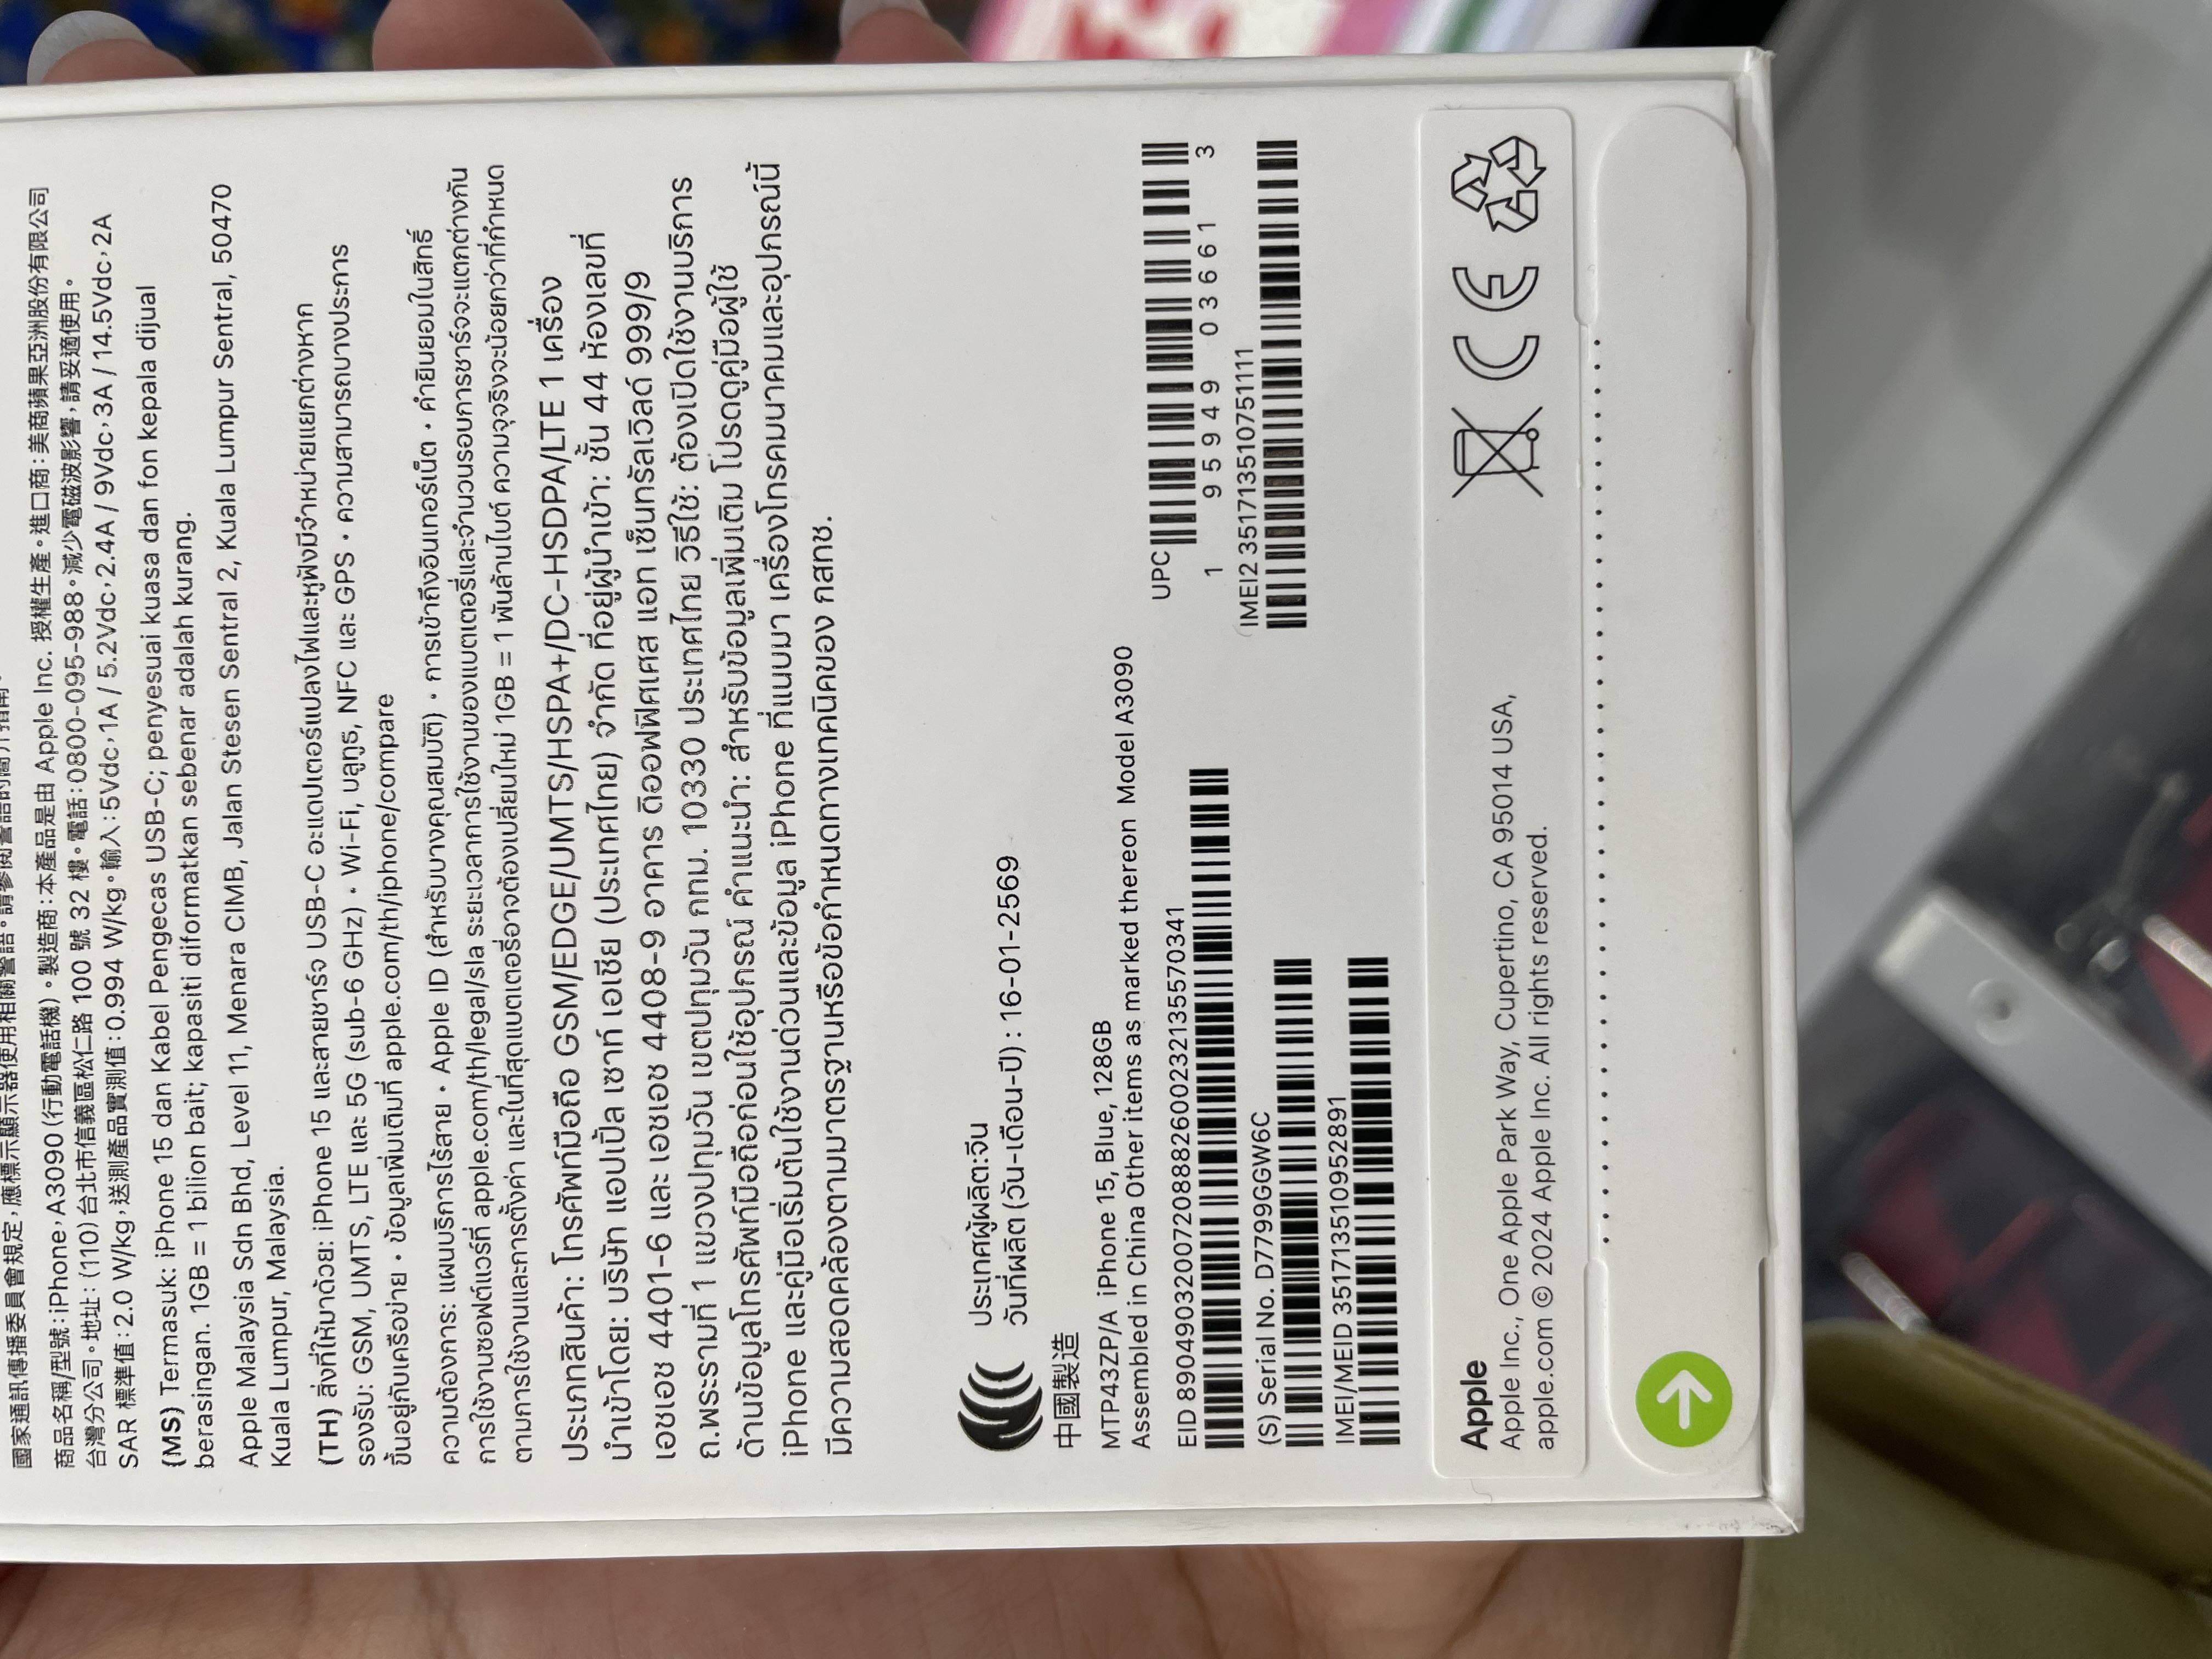 國家通訊傳播委員會規定,應標示顯示器使用相關警語。請參閱警語的簡介指南。
商品名稱/型號:iPhone,A3090 (行動電話機)。製造商:本產品是由 Apple Inc. 授權生產。進口商:美商蘋果亞洲股份有限公司
台灣分公司。地址:(110) 台北市信義區松仁路 100 號 32 樓。電話:0800-095-988。減少電磁波影響,請妥適使用。
SAR 標準值:2.0 W/kg,送測產品實測值:0.994 W/kg。輸入:5Vdc,1A / 5.2Vdc,2.4A / 9Vdc,3A / 14.5Vdc,2A
(MS) Termasuk: iPhone 15 dan Kabel Pengecas USB-C; penyesuai kuasa dan fon kepala dijual
berasingan. 1GB = 1 bilion bait; kapasiti diformatkan sebenar adalah kurang.
Apple Malaysia Sdn Bhd, Level 11, Menara CIMB, Jalan Stesen Sentral 2, Kuala Lumpur Sentral, 50470
Kuala Lumpur, Malaysia.
(TH) สิ่งที่ให้มาด้วย: iPhone 15 และสายชาร์จ USB-C อะแดปเตอร์แปลงไฟและหูฟังมีจำหน่ายแยกต่างหาก
รองรับ: GSM, UMTS, LTE และ 5G (sub-6 GHz) • Wi-Fi, บลูทูธ, NFC และ GPS • ความสามารถบางประการ
ขึ้นอยู่กับเครือข่าย • ข้อมูลเพิ่มเติมที่ apple.com/th/iphone/compare
ความต้องการ: แผนบริการไร้สาย • Apple ID (สำหรับบางคุณสมบัติ) • การเข้าถึงอินเทอร์เน็ต • คำยินยอมในสิทธิ์
การใช้งานซอฟต์แวร์ที่ apple.com/th/legal/sla ระยะเวลาการใช้งานของแบตเตอรี่และจำนวนรอบการชาร์จจะแตกต่างกัน
ตามการใช้งานและการตั้งค่า และในที่สุดแบตเตอรี่อาจต้องเปลี่ยนใหม่ 1GB = 1 พันล้านไบต์ ความจุจริงจะน้อยกว่าที่กำหนด
ประเภทสินค้า: โทรศัพท์มือถือ GSM/EDGE/UMTS/HSPA+/DC-HSDPA/LTE 1 เครื่อง
นำเข้าโดย: บริษัท แอปเปิ้ล เซาท์ เอเชีย (ประเทศไทย) จำกัด ที่อยู่ผู้นำเข้า: ชั้น 44 ห้องเลขที่
เอชเอช 4401-6 และ เอชเอช 4408-9 อาคาร ดิออฟฟิศเศส แอท เซ็นทรัลเวิลด์ 999/9
ถ.พระรามที่ 1 แขวงปทุมวัน เขตปทุมวัน กทม. 10330 ประเทศไทย วิธีใช้: ต้องเปิดใช้งานบริการ
ด้านข้อมูลโทรศัพท์มือถือก่อนใช้อุปกรณ์ คำแนะนำ: สำหรับข้อมูลเพิ่มเติม โปรดดูคู่มือผู้ใช้
iPhone และคู่มือเริ่มต้นใช้งานด่วนและข้อมูล iPhone ที่แนบมา เครื่องโทรคมนาคมและอุปกรณ์นี้
มีความสอดคล้องตามมาตรฐานหรือข้อกำหนดทางเทคนิคของ กสทช.
ประเทศผู้ผลิต:จีน
วันที่ผลิต (วัน-เดือน-ปี) : 16-01-2569
中國製造
MTP43ZP/A iPhone 15, Blue, 128GB
Assembled in China Other items as marked thereon Model A3090
EID 89049032007208882600232135570341
(S) Serial No. D7799GGW6C
IMEI/MEID 351713510952891
UPC
1 95949 03661 3
IMEI2 351713510751111
Apple
Apple Inc., One Apple Park Way, Cupertino, CA 95014 USA,
apple.com © 2024 Apple Inc. All rights reserved.
CE